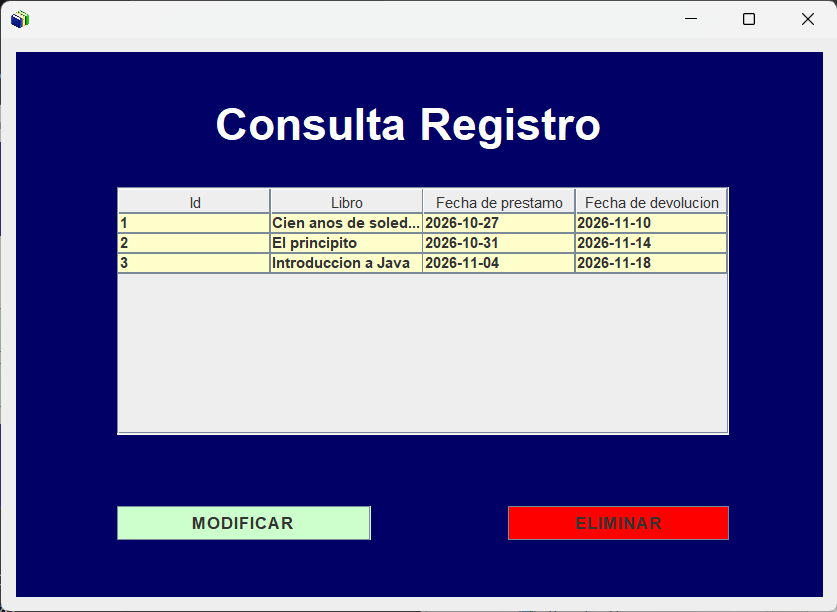 Consulta Registro
Id Libro Fecha de prestamo Fecha de devolucion
1 Cien anos de soled... 2026-10-27 2026-11-10
2 El principito 2026-10-31 2026-11-14
3 Introduccion a Java 2026-11-04 2026-11-18
MODIFICAR ELIMINAR